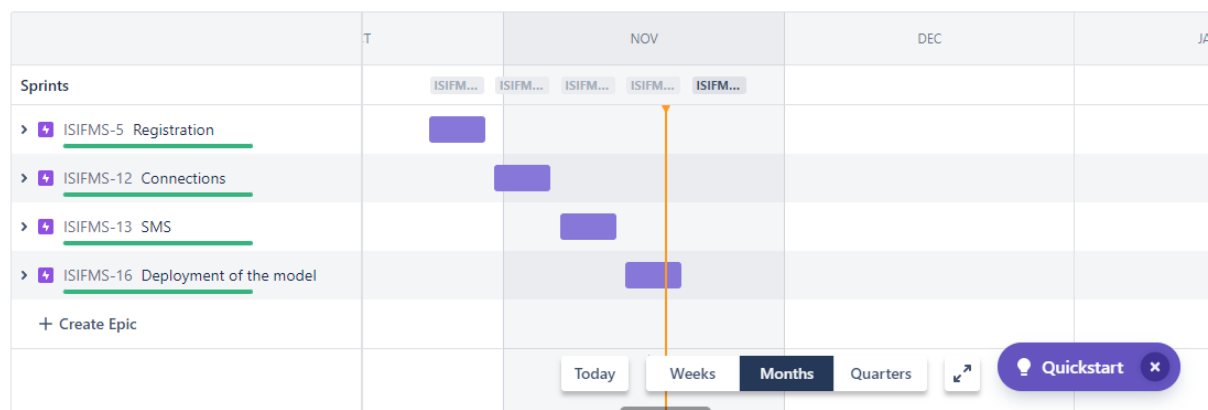 T NOV DEC JA
Sprints ISIFM... ISIFM... ISIFM... ISIFM... ISIFM...
ISIFMS-5 Registration
ISIFMS-12 Connections
ISIFMS-13 SMS
ISIFMS-16 Deployment of the model
+ Create Epic
Today Weeks Months Quarters Quickstart